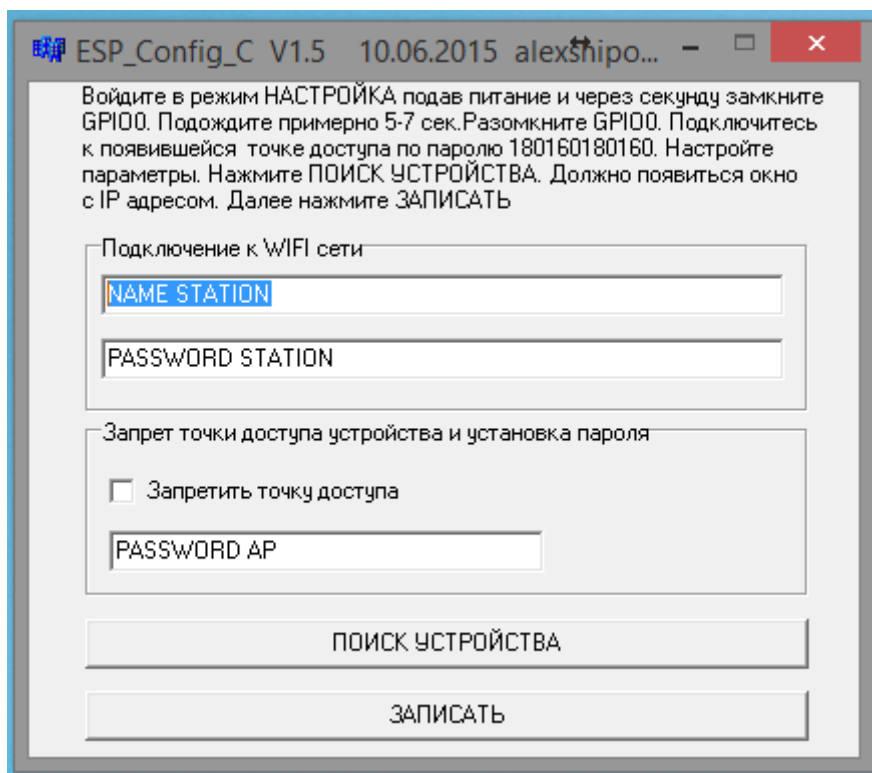 ESP_Config_C V1.5 10.06.2015 alexshipo...
Войдите в режим НАСТРОЙКА подав питание и через секунду замкните
GPIO0. Подождите примерно 5-7 сек.Разомкните GPIO0. Подключитесь
к появившейся точке доступа по паролю 180160180160. Настройте
параметры. Нажмите ПОИСК УСТРОЙСТВА. Должно появиться окно
с IP адресом. Далее нажмите ЗАПИСАТЬ
Подключение к WIFI сети
NAME STATION
PASSWORD STATION
Запрет точки доступа устройства и установка пароля
Запретить точку доступа
PASSWORD AP
ПОИСК УСТРОЙСТВА
ЗАПИСАТЬ